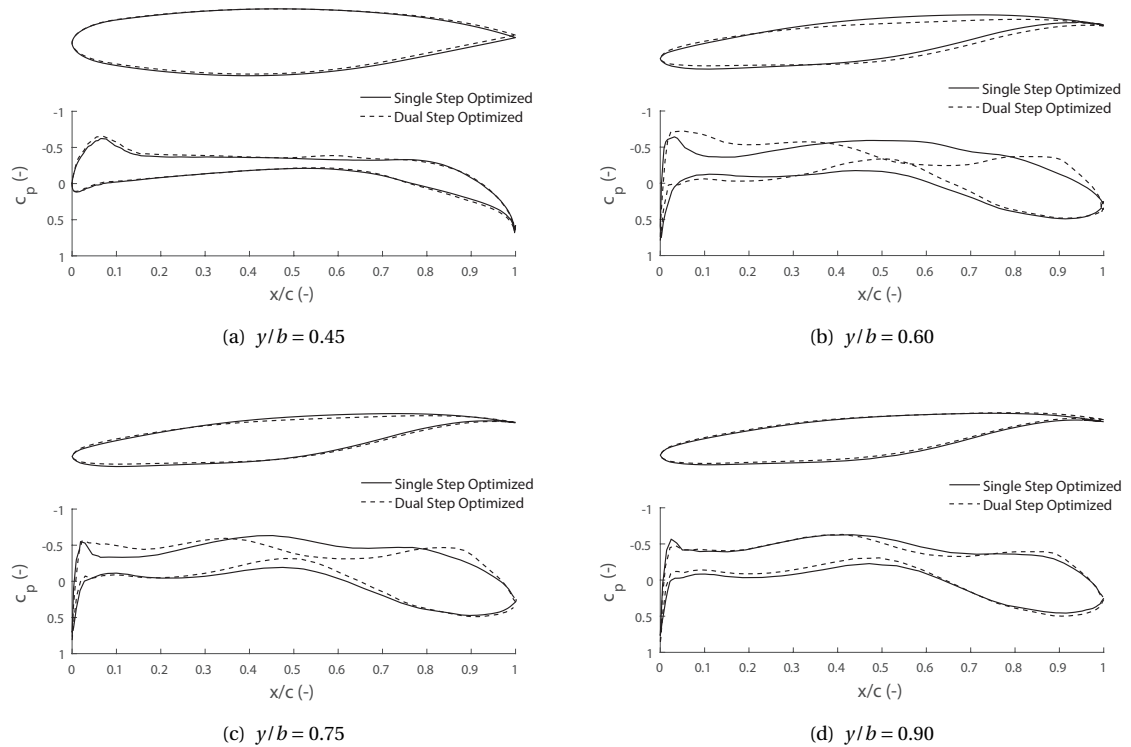 Single Step Optimized
Dual Step Optimized
-1
-0.5
0
0.5
1
c_p (-)
0 0.1 0.2 0.3 0.4 0.5 0.6 0.7 0.8 0.9 1
x/c (-)
(a) y/b = 0.45
Single Step Optimized
Dual Step Optimized
-1
-0.5
0
0.5
1
c_p (-)
0 0.1 0.2 0.3 0.4 0.5 0.6 0.7 0.8 0.9 1
x/c (-)
(b) y/b = 0.60
Single Step Optimized
Dual Step Optimized
-1
-0.5
0
0.5
1
c_p (-)
0 0.1 0.2 0.3 0.4 0.5 0.6 0.7 0.8 0.9 1
x/c (-)
(c) y/b = 0.75
Single Step Optimized
Dual Step Optimized
-1
-0.5
0
0.5
1
c_p (-)
0 0.1 0.2 0.3 0.4 0.5 0.6 0.7 0.8 0.9 1
x/c (-)
(d) y/b = 0.90